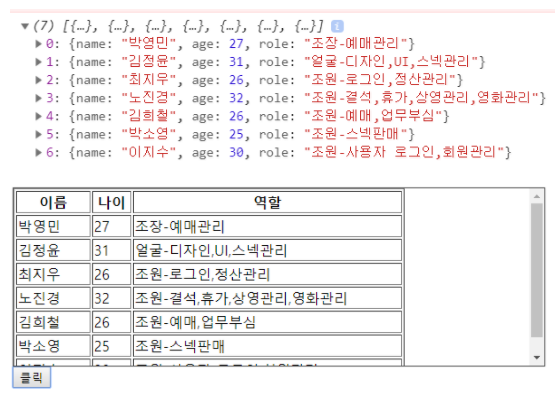 ▼(7) [{…}, {…}, {…}, {…}, {…}, {…}, {…}] i
▶0: {name: "박영민", age: 27, role: "조장-예매관리"}
▶1: {name: "김정윤", age: 31, role: "얼굴-디자인,UI,스넥관리"}
▶2: {name: "최지우", age: 26, role: "조원-로그인,정산관리"}
▶3: {name: "노진경", age: 32, role: "조원-결석,휴가,상영관리,영화관리"}
▶4: {name: "김희철", age: 26, role: "조원-예매,업무부심"}
▶5: {name: "박소영", age: 25, role: "조원-스넥판매"}
▶6: {name: "이지수", age: 30, role: "조원-사용자 로그인,회원관리"}
이름 나이 역할
박영민 27 조장-예매관리
김정윤 31 얼굴-디자인,UI,스넥관리
최지우 26 조원-로그인,정산관리
노진경 32 조원-결석,휴가,상영관리,영화관리
김희철 26 조원-예매,업무부심
박소영 25 조원-스넥판매
클릭